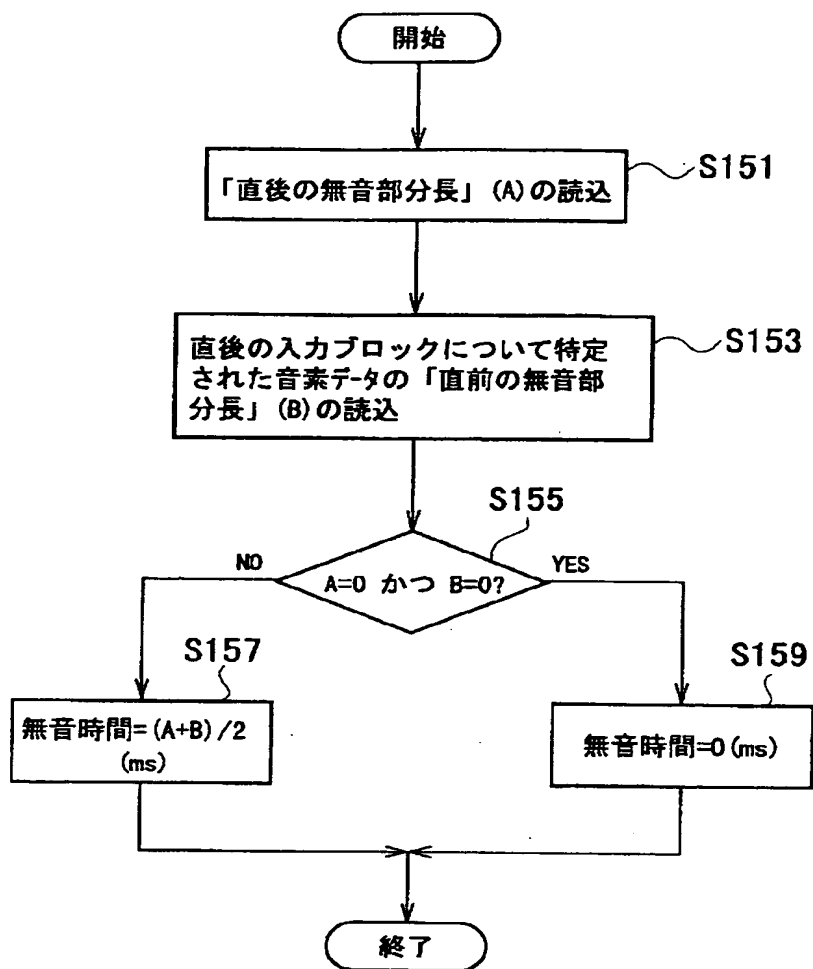 開始
「直後の無音部分長」(A)の読込
S151
直後の入力ブロックについて特定
された音素データの「直前の無音部
分長」(B)の読込
S153
S155
A=0 かつ B=0?
NO
YES
S157
無音時間=(A+B)/2
(ms)
S159
無音時間=0(ms)
終了